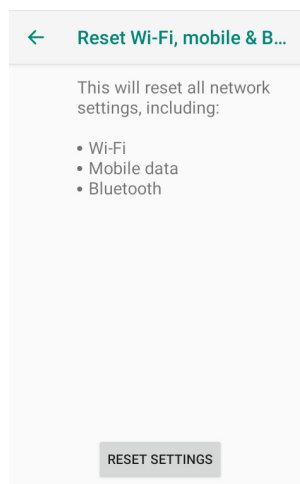 Reset Wi-Fi, mobile & B...
This will reset all network
settings, including:
• Wi-Fi
• Mobile data
• Bluetooth
RESET SETTINGS